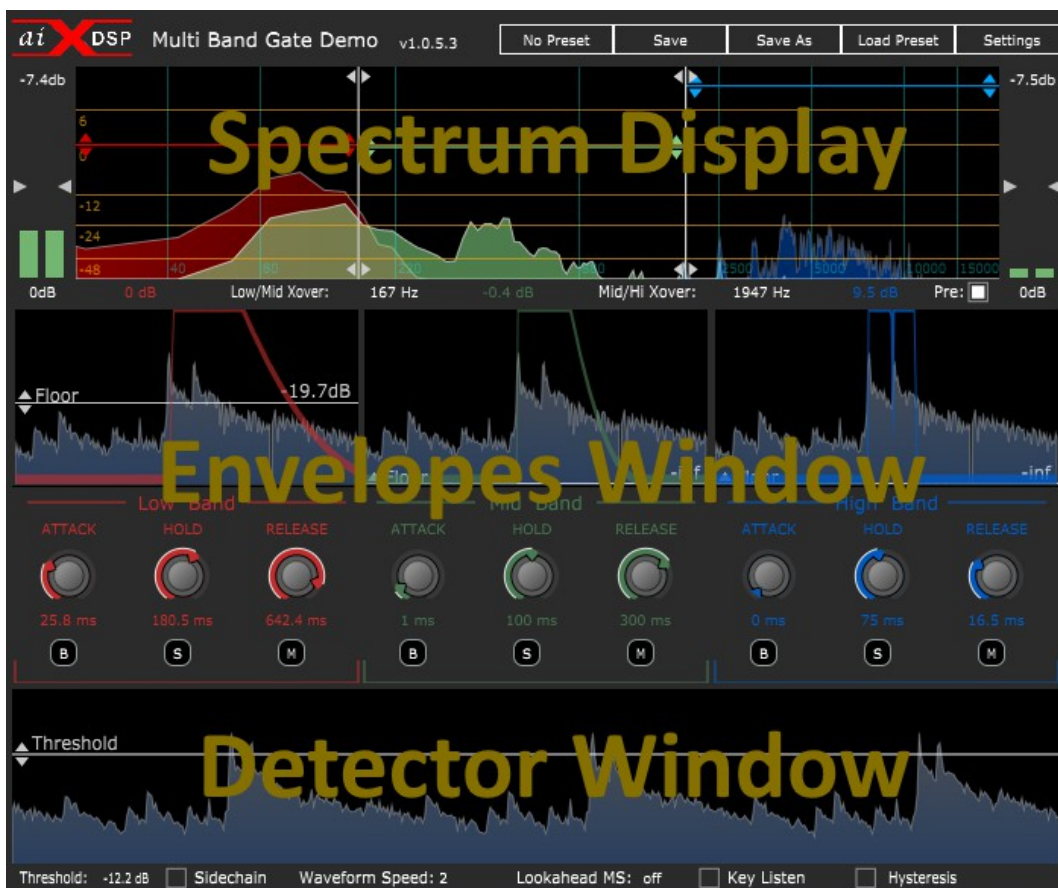 ai X DSP Multi Band Gate Demo v1.0.5.3 No Preset Save Save As Load Preset Settings
-7.4db -7.5db
6
Spectrum Display
0
-12
-24
-48 40 80 2500 5000 10000 15000
0dB 0 dB Low/Mid Xover: 167 Hz -0.4 dB Mid/Hi Xover: 1947 Hz 9.5 dB Pre: 0dB
Floor -19.7dB
Floor -inf Floor -inf
Envelopes Window
Low Band Mid Band High Band
ATTACK HOLD RELEASE ATTACK HOLD RELEASE ATTACK HOLD RELEASE
25.8 ms 180.5 ms 642.4 ms 1 ms 100 ms 300 ms 0 ms 75 ms 16.5 ms
B S M B S M B S M
Threshold
Detector Window
Threshold: -12.2 dB Sidechain Waveform Speed: 2 Lookahead MS: off Key Listen Hysteresis